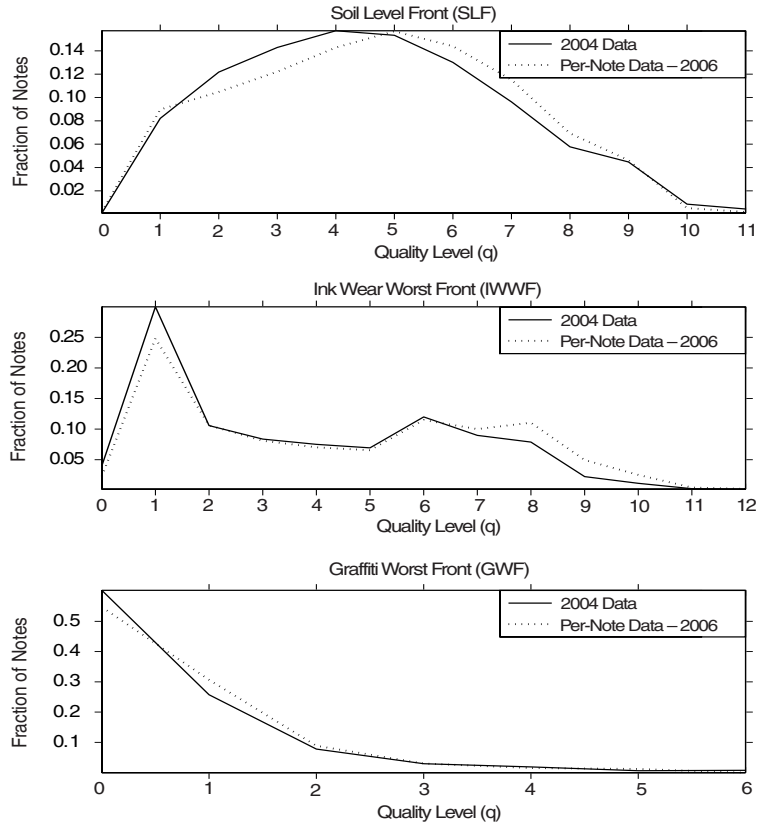 Soil Level Front (SLF)
Fraction of Notes
0.14
0.12
0.10
0.08
0.06
0.04
0.02
2004 Data
Per-Note Data – 2006
0 1 2 3 4 5 6 7 8 9 10 11
Quality Level (q)
Ink Wear Worst Front (IWWF)
Fraction of Notes
0.25
0.20
0.15
0.10
0.05
2004 Data
Per-Note Data – 2006
0 1 2 3 4 5 6 7 8 9 10 11 12
Quality Level (q)
Graffiti Worst Front (GWF)
Fraction of Notes
0.5
0.4
0.3
0.2
0.1
2004 Data
Per-Note Data – 2006
0 1 2 3 4 5 6
Quality Level (q)